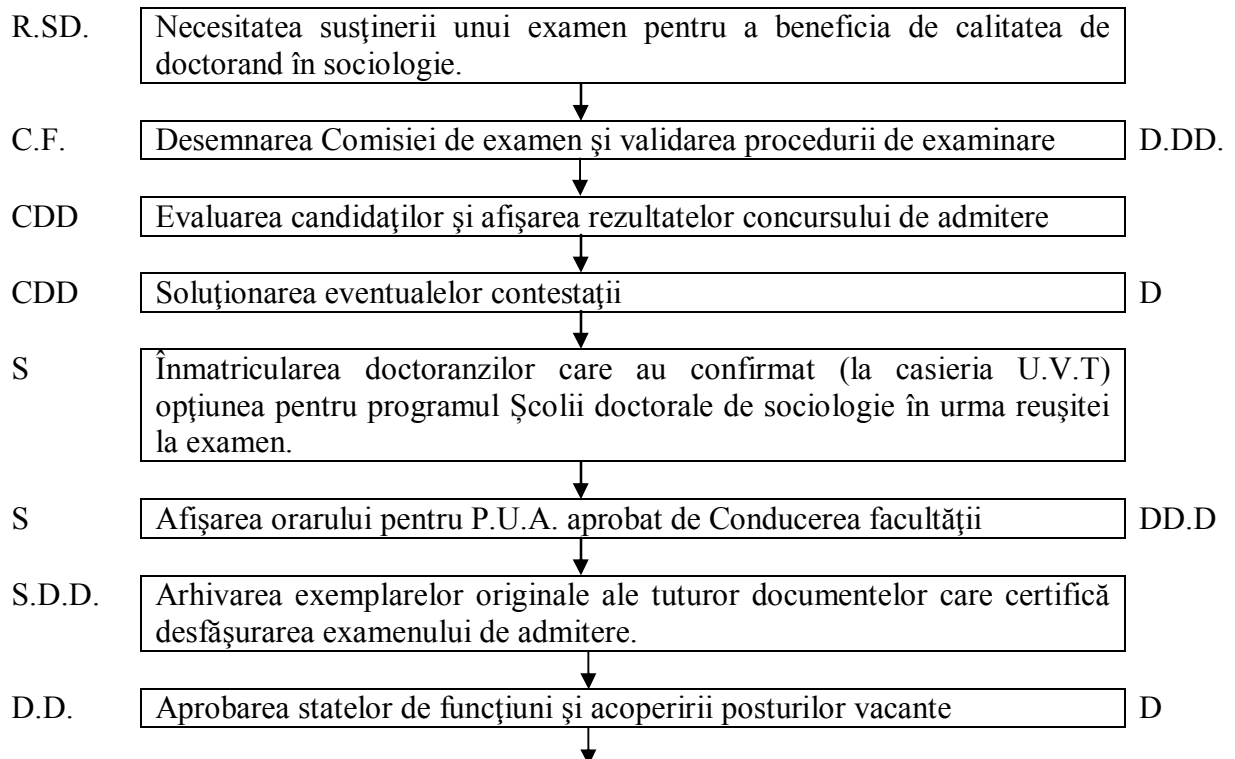 R.SD. Necesitatea susţinerii unui examen pentru a beneficia de calitatea de
doctorand în sociologie.
C.F. Desemnarea Comisiei de examen şi validarea procedurii de examinare D.DD.
CDD Evaluarea candidaţilor şi afişarea rezultatelor concursului de admitere
CDD Soluţionarea eventualelor contestaţii D
S Înmatricularea doctoranzilor care au confirmat (la casieria U.V.T)
opţiunea pentru programul Școlii doctorale de sociologie în urma reuşitei
la examen.
S Afişarea orarului pentru P.U.A. aprobat de Conducerea facultăţii DD.D
S.D.D. Arhivarea exemplarelor originale ale tuturor documentelor care certifică
desfăşurarea examenului de admitere.
D.D. Aprobarea statelor de funcţiuni şi acoperirii posturilor vacante D